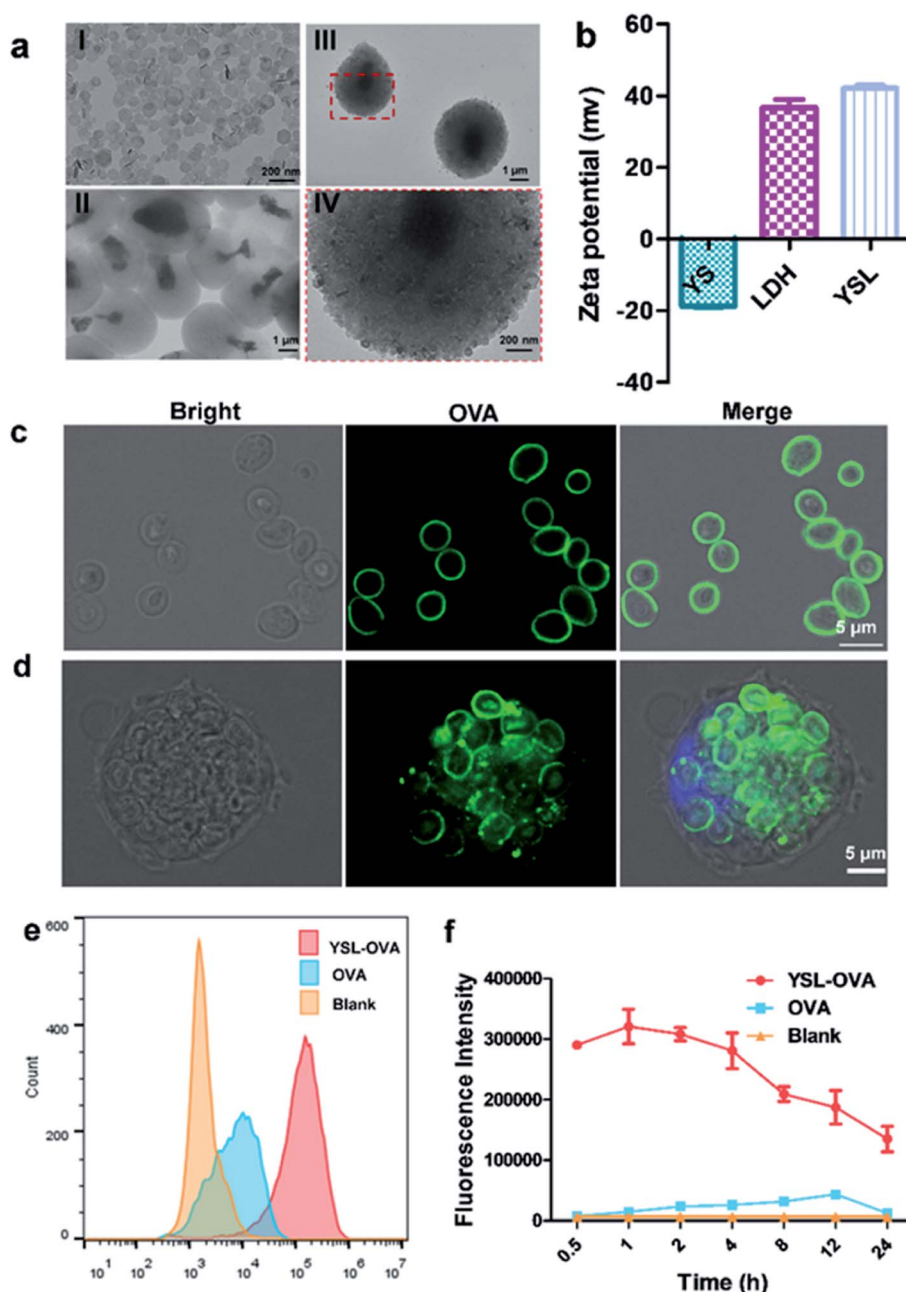 a
I
200 nm
II
1 μm
III
1 μm
IV
200 nm
b
Zeta potential (mv)
60
40
20
0
-20
-40
YS
LDH
YSL
Bright
OVA
Merge
c
5 μm
d
5 μm
e
600
400
200
0
Count
YSL-OVA
OVA
Blank
10¹ 10² 10³ 10⁴ 10⁵ 10⁶ 10⁷
f
Fluorescence Intensity
400000
300000
200000
100000
0
YSL-OVA
OVA
Blank
0.5 1 2 4 8 12 24
Time (h)